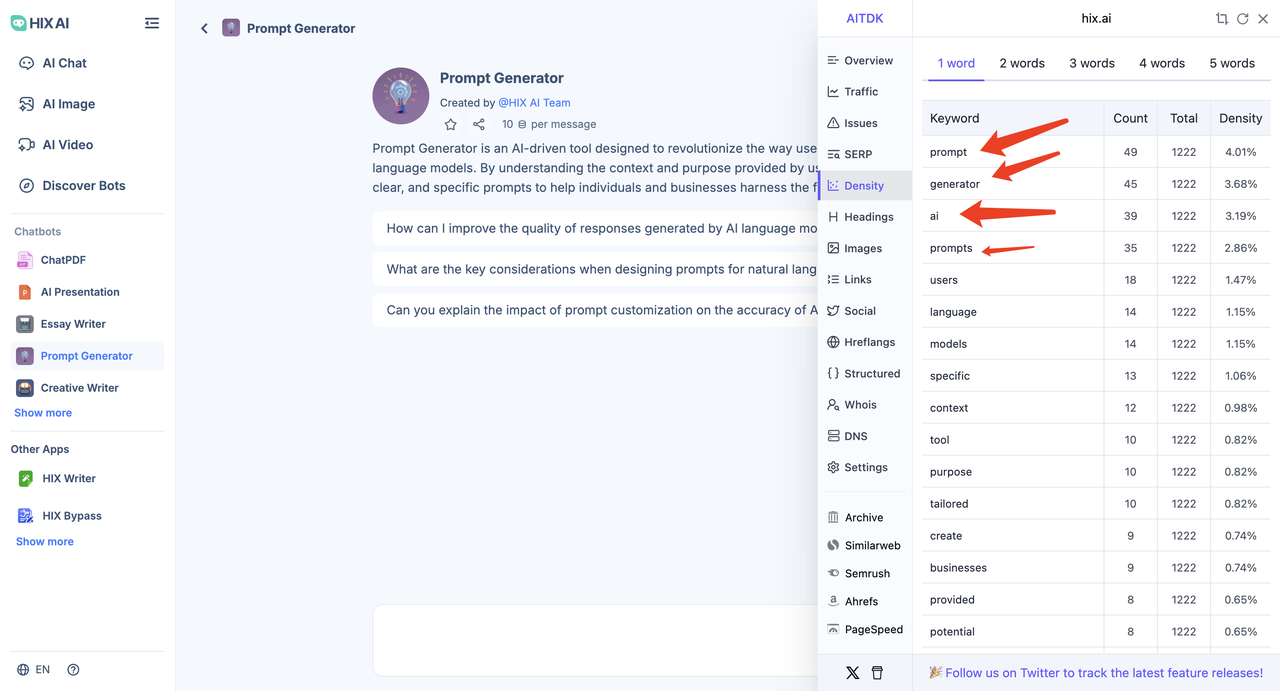 HIX AI
AI Chat
AI Image
AI Video
Discover Bots
Chatbots
ChatPDF
AI Presentation
Essay Writer
Prompt Generator
Creative Writer
Show more
Other Apps
HIX Writer
HIX Bypass
Show more
EN
Prompt Generator
Prompt Generator
Created by @HIX AI Team
10 per message
Prompt Generator is an AI-driven tool designed to revolutionize the way use
language models. By understanding the context and purpose provided by us
clear, and specific prompts to help individuals and businesses harness the f
How can I improve the quality of responses generated by AI language mo
What are the key considerations when designing prompts for natural lang
Can you explain the impact of prompt customization on the accuracy of A
AITDK
Overview
Traffic
Issues
SERP
Density
Headings
Images
Links
Social
Hreflangs
Structured
Whois
DNS
Settings
Archive
Similarweb
Semrush
Ahrefs
PageSpeed
hix.ai
1 word 2 words 3 words 4 words 5 words
Keyword Count Total Density
prompt 49 1222 4.01%
generator 45 1222 3.68%
ai 39 1222 3.19%
prompts 35 1222 2.86%
users 18 1222 1.47%
language 14 1222 1.15%
models 14 1222 1.15%
specific 13 1222 1.06%
context 12 1222 0.98%
tool 10 1222 0.82%
purpose 10 1222 0.82%
tailored 10 1222 0.82%
create 9 1222 0.74%
businesses 9 1222 0.74%
provided 8 1222 0.65%
potential 8 1222 0.65%
🎉 Follow us on Twitter to track the latest feature releases!